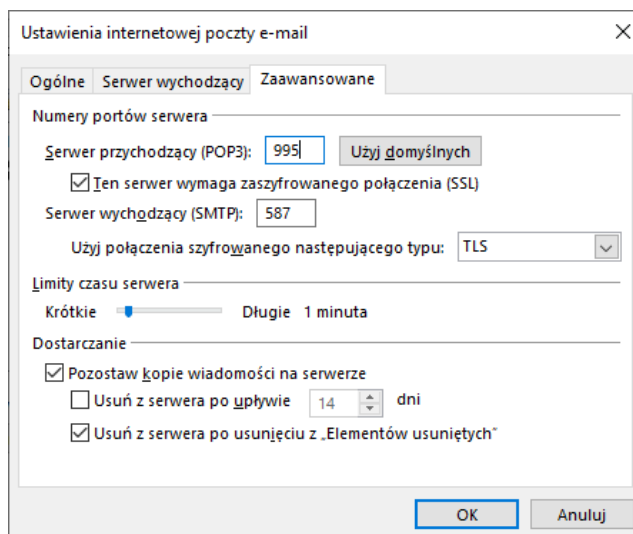 Ustawienia internetowej poczty e-mail
Ogólne Serwer wychodzący Zaawansowane
Numery portów serwera
Serwer przychodzący (POP3): 995 Użyj domyślnych
Ten serwer wymaga zaszyfrowanego połączenia (SSL)
Serwer wychodzący (SMTP): 587
Użyj połączenia szyfrowanego następującego typu: TLS
Limity czasu serwera
Krótkie Długie 1 minuta
Dostarczanie
Pozostaw kopie wiadomości na serwerze
Usuń z serwera po upływie 14 dni
Usuń z serwera po usunięciu z „Elementów usuniętych”
OK Anuluj